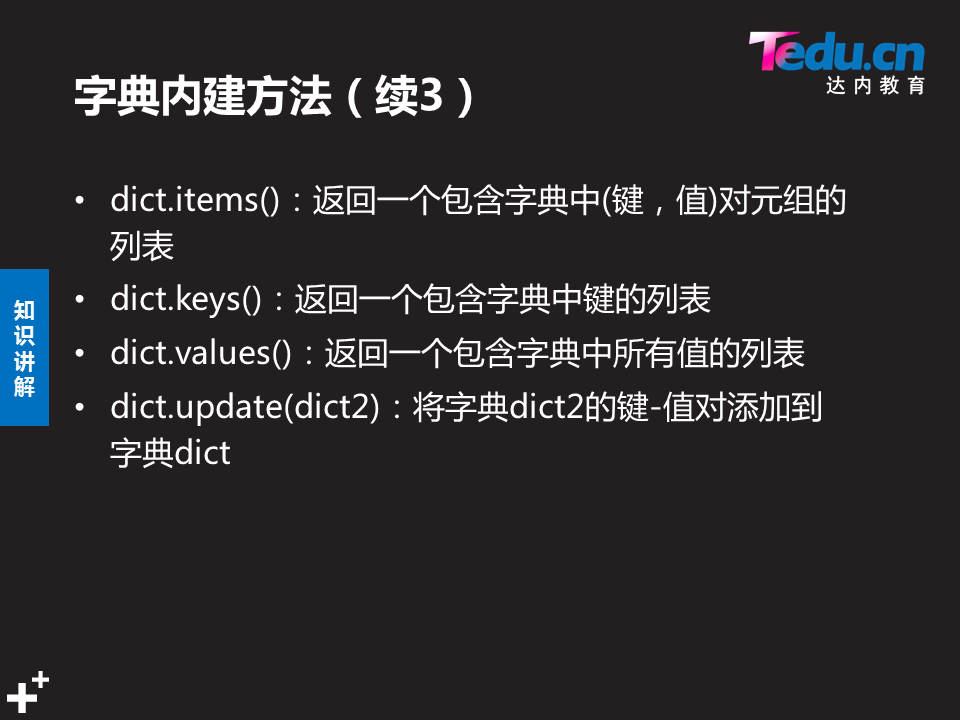 Tedu.cn
达内教育
字典内建方法（续3）
• dict.items()：返回一个包含字典中(键，值)对元组的
列表
• dict.keys()：返回一个包含字典中键的列表
• dict.values()：返回一个包含字典中所有值的列表
• dict.update(dict2)：将字典dict2的键-值对添加到
字典dict
知
识
讲
解